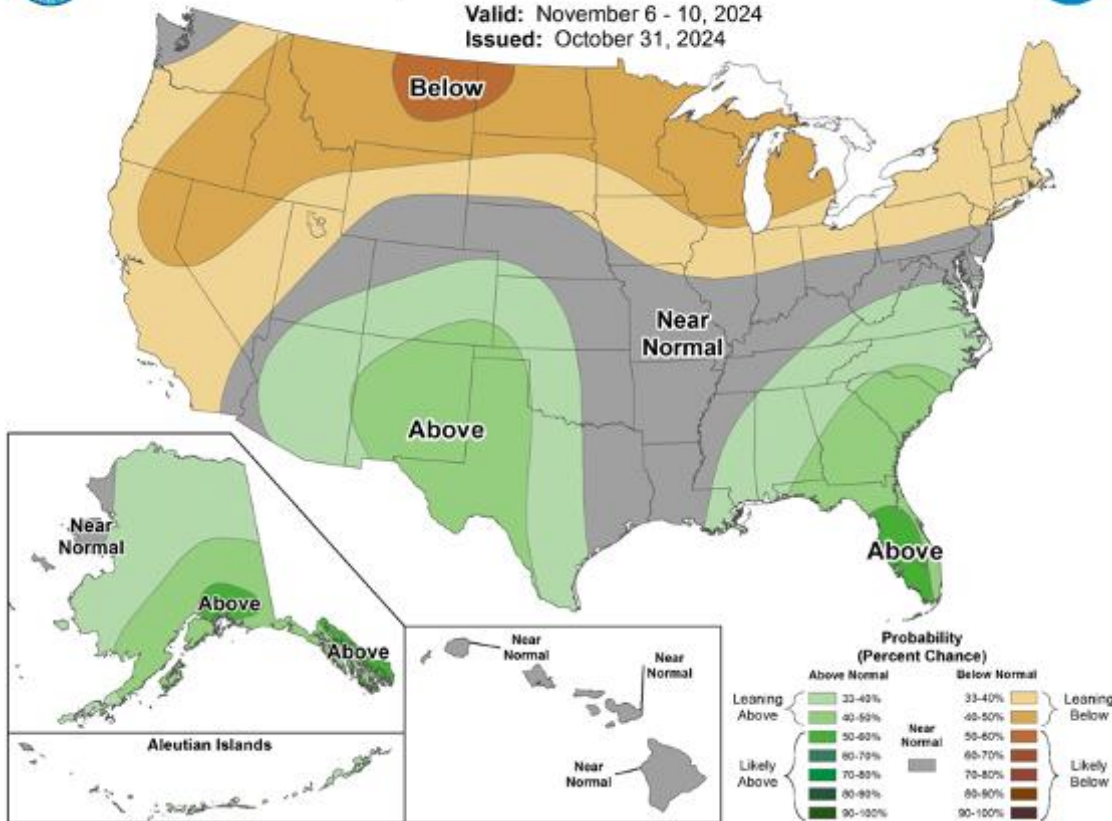 Valid: November 6 - 10, 2024
Issued: October 31, 2024
Below
Near
Normal
Above
Above
Near
Normal
Above
Above
Aleutian Islands
Near
Normal
Near
Normal
Near
Normal
Probability
(Percent Chance)
Above Normal
Below Normal
Leaning
Above
33-40%
40-50%
Likely
Above
50-60%
60-70%
70-80%
80-90%
90-100%
Near
Normal
33-40%
40-50%
Leaning
Below
50-60%
60-70%
70-80%
80-90%
90-100%
Likely
Below